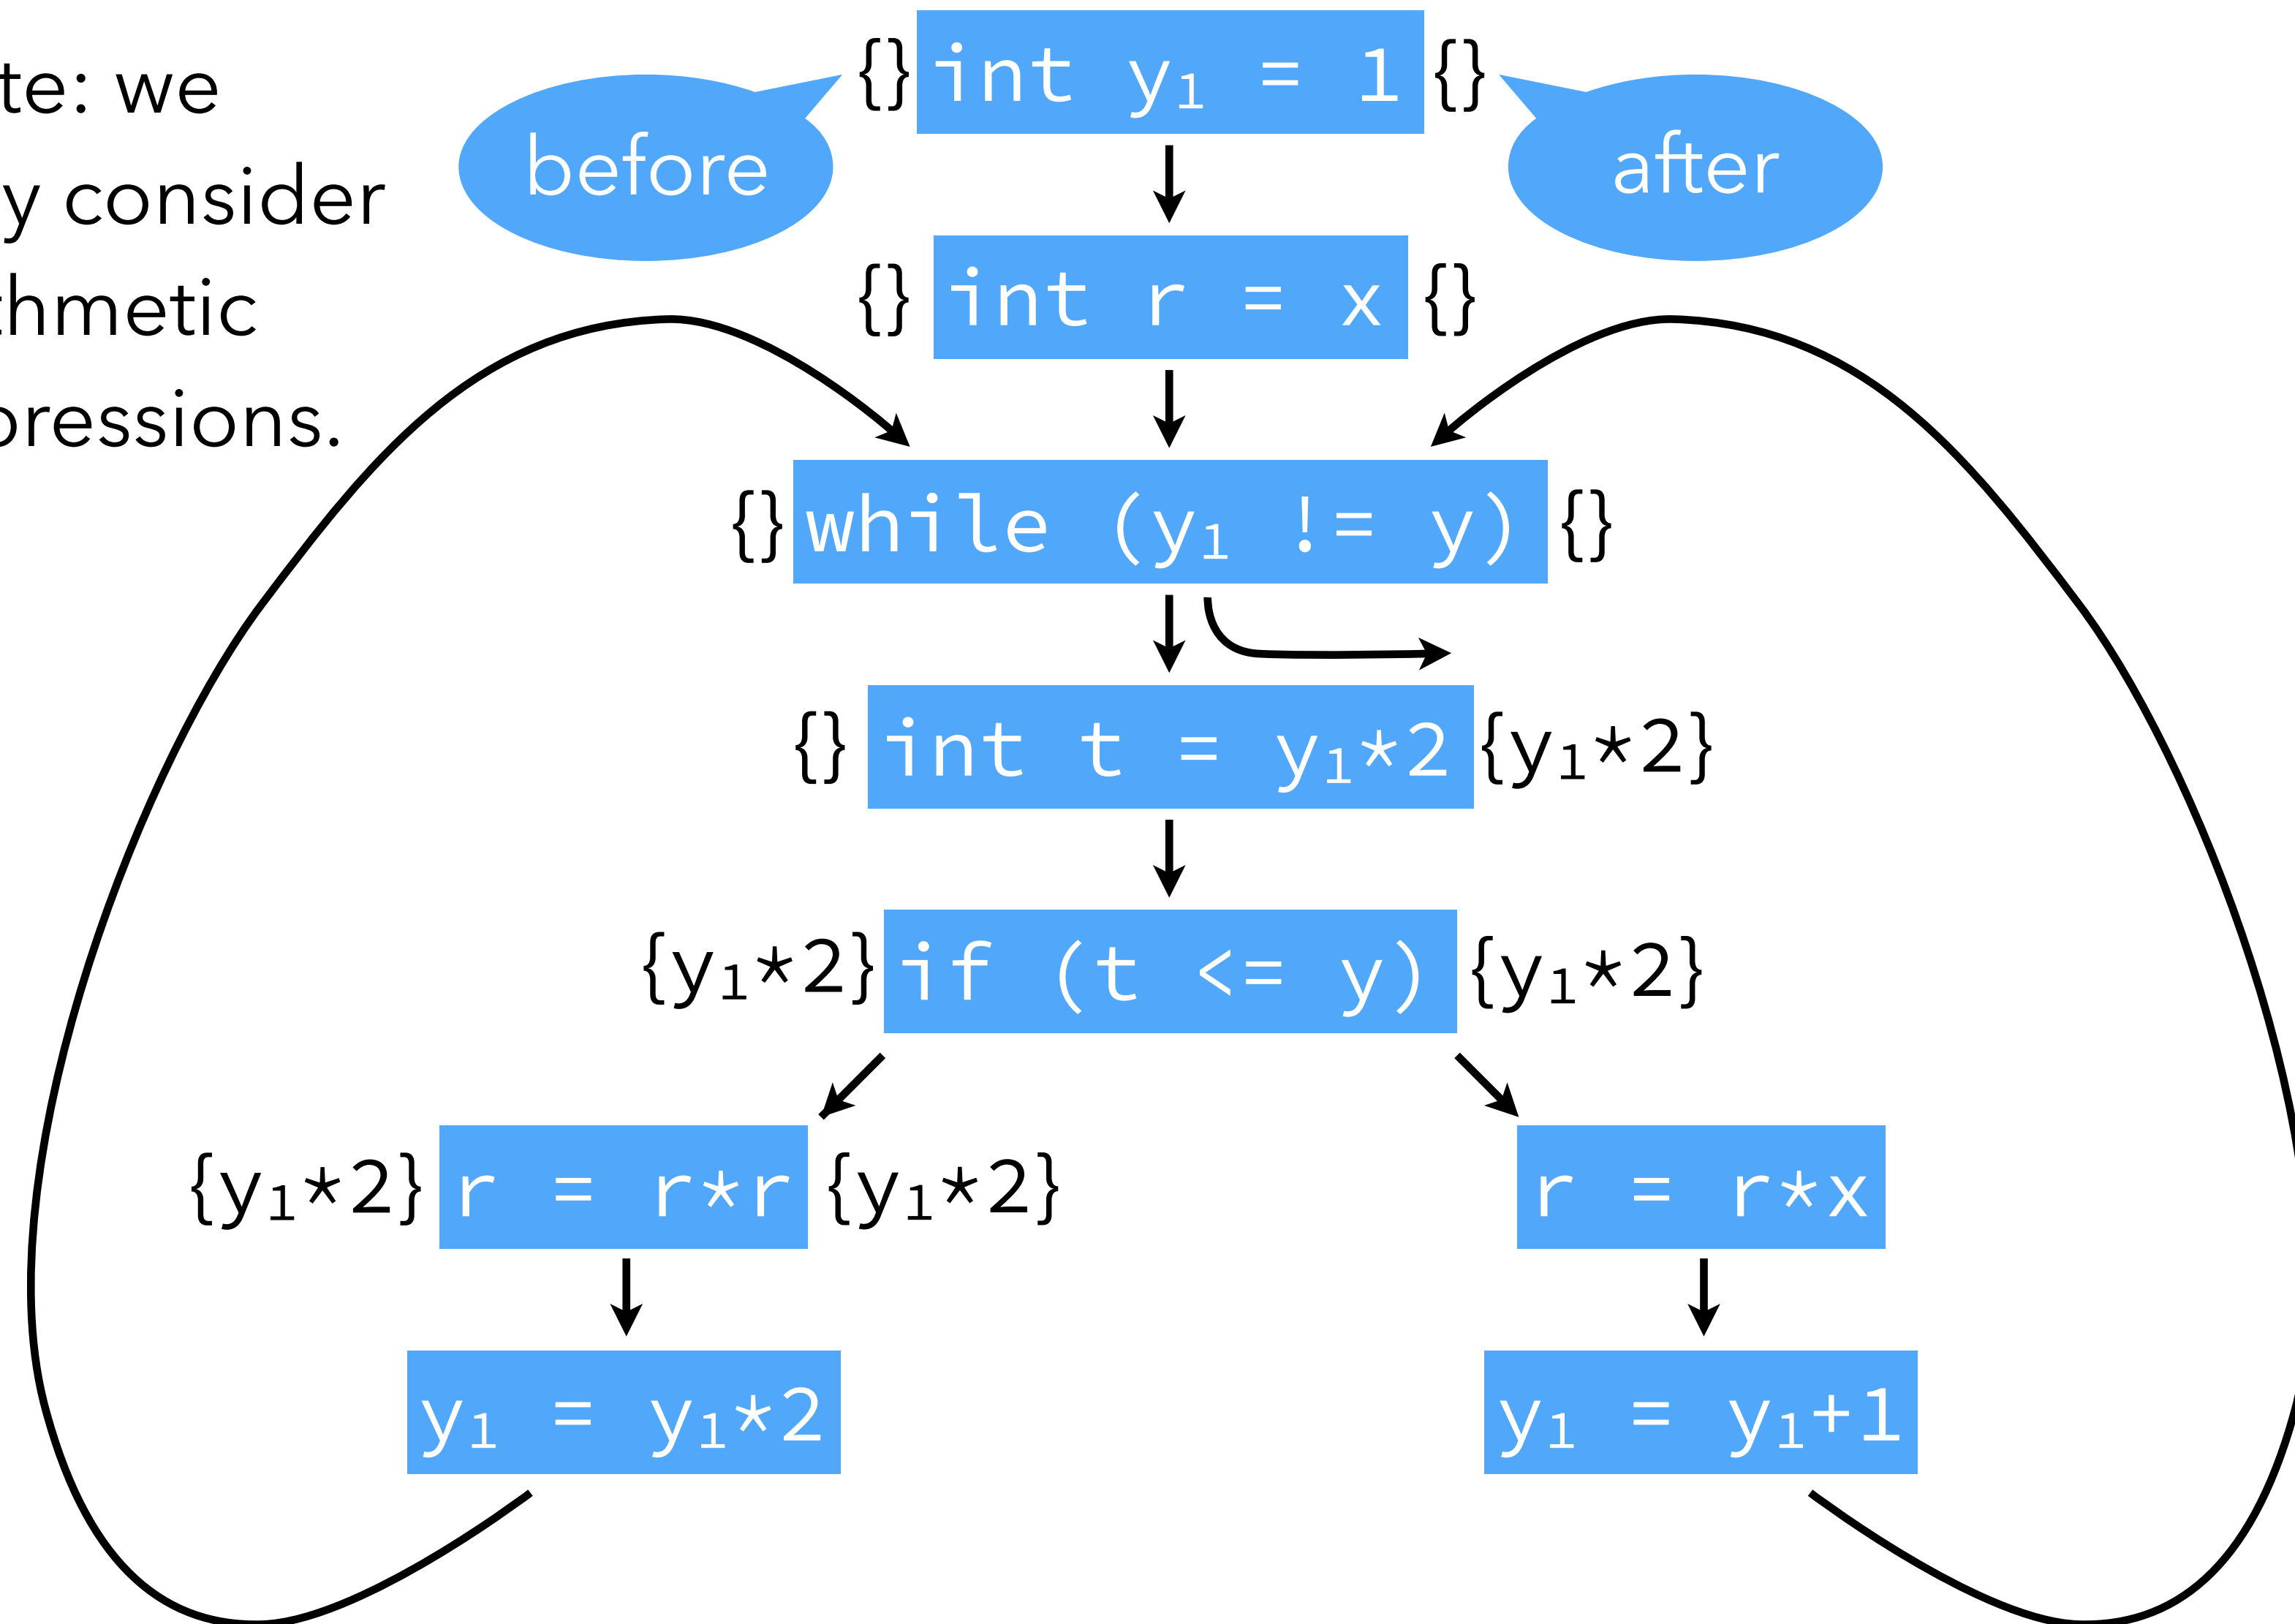 {} int y₁ = 1 {}
te: we
before
after
y consider
{} int r = x {}
thmetic
pressions.
{} while (y₁ != y) {}
{} int t = y₁*2 {y₁*2}
{y₁*2} if (t <= y) {y₁*2}
{y₁*2} r = r*r {y₁*2}
r = r*x
y₁ = y₁*2
y₁ = y₁+1